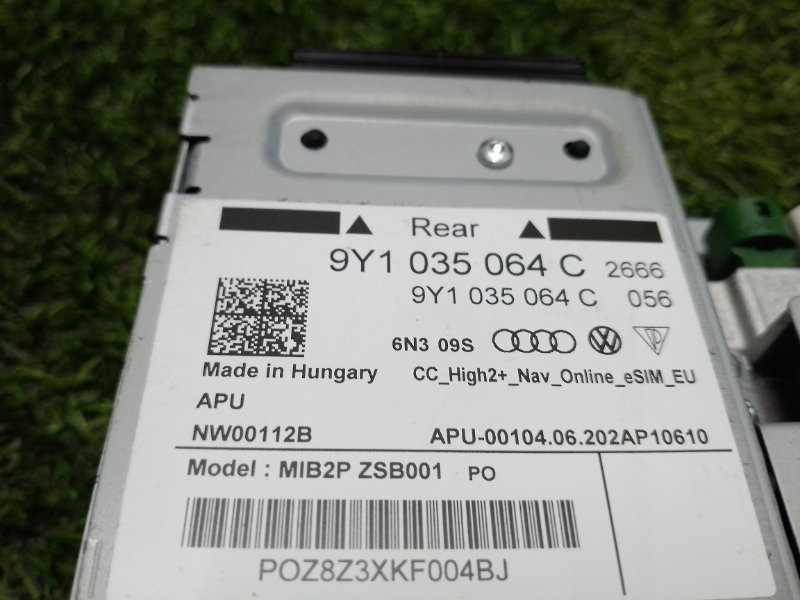 Rear
9Y1 035 064 C 2666
9Y1 035 064 C 056
6N3 09S
Made in Hungary CC_High2+_Nav_Online_eSIM_EU
APU
NW00112B APU-00104.06.202AP10610
Model : MIB2P ZSB001 PO
POZ8Z3XKF004BJ